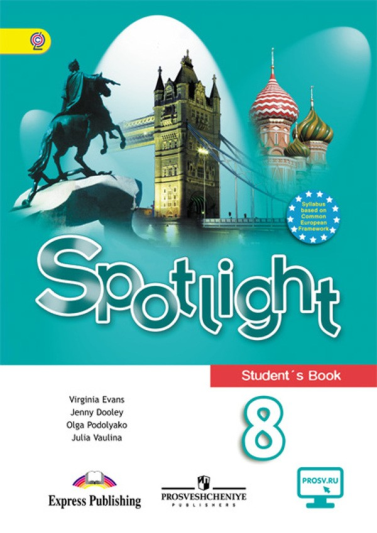 Syllabus
based on
Common
European
Framework
Spotlight
Student´s Book
Virginia Evans
Jenny Dooley
Olga Podolyako
Julia Vaulina
8
Express Publishing
PROSVESHCHENIYE
PUBLISHERS
PROSV.RU